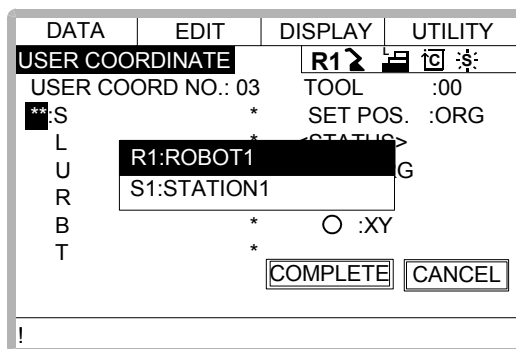 DATA EDIT DISPLAY UTILITY
USER COORDINATE R1 L C S
USER COORD NO.: 03 TOOL :00
**:S * SET POS. :ORG
L * <STATUS>
R1:ROBOT1
U G
S1:STATION1
R
B * :XY
T *
COMPLETE CANCEL
!